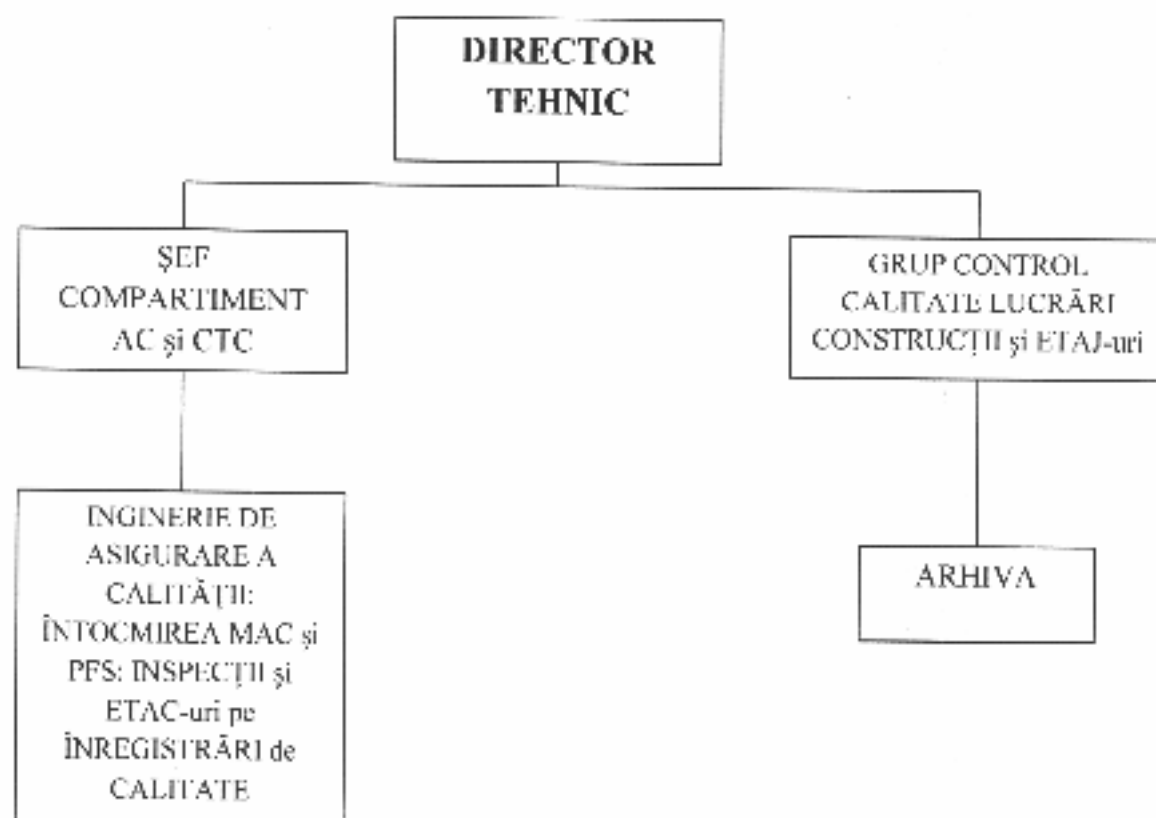 DIRECTOR
TEHNIC
ŞEF
COMPARTIMENT
AC şi CTC
GRUP CONTROL
CALITATE LUCRĂRI
CONSTRUCŢII şi ETAJ-uri
INGINERIE DE
ASIGURARE A
CALITĂŢII:
ÎNTOCMIREA MAC şi
PFS: INSPECŢII şi
ETAC-uri pe
ÎNREGISTRĂRI de
CALITATE
ARHIVA